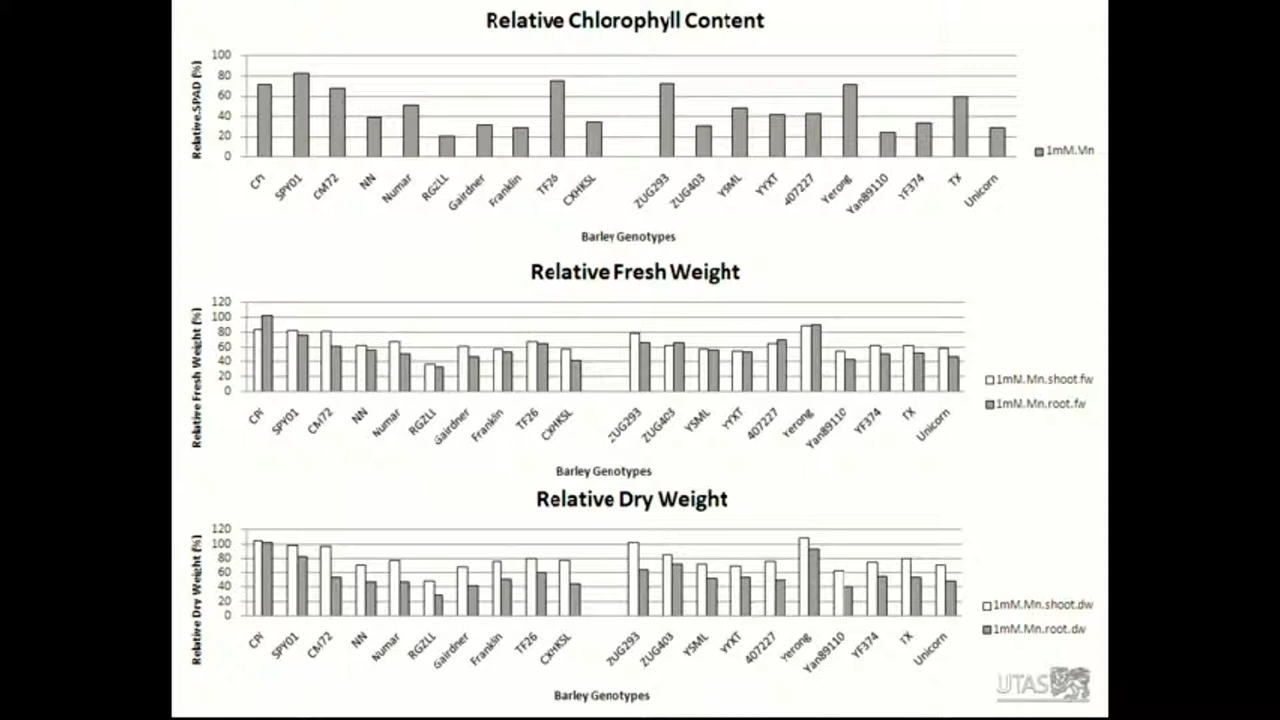 Relative Chlorophyll Content
Relative.SPAD (%)
100
80
60
40
20
0
CPI SPY01 CM72 NN Numar RGZLL Gairdner Franklin TF26 CXHKSL ZUG293 ZUG403 YSML YYXT 407227 Yerong Yan89110 YF374 TX Unicorn
1mM.Mn
Barley Genotypes
Relative Fresh Weight
Relative Fresh Weight (%)
120
100
80
60
40
20
0
CPI SPY01 CM72 NN Numar RGZLL Gairdner Franklin TF26 CXHKSL ZUG293 ZUG403 YSML YYXT 407227 Yerong Yan89110 YF374 TX Unicorn
1mM.Mn.shoot.fw
1mM.Mn.root.fw
Barley Genotypes
Relative Dry Weight
Relative Dry Weight (%)
120
100
80
60
40
20
0
CPI SPY01 CM72 NN Numar RGZLL Gairdner Franklin TF26 CXHKSL ZUG293 ZUG403 YSML YYXT 407227 Yerong Yan89110 YF374 TX Unicorn
1mM.Mn.shoot.dw
1mM.Mn.root.dw
Barley Genotypes
UTAS